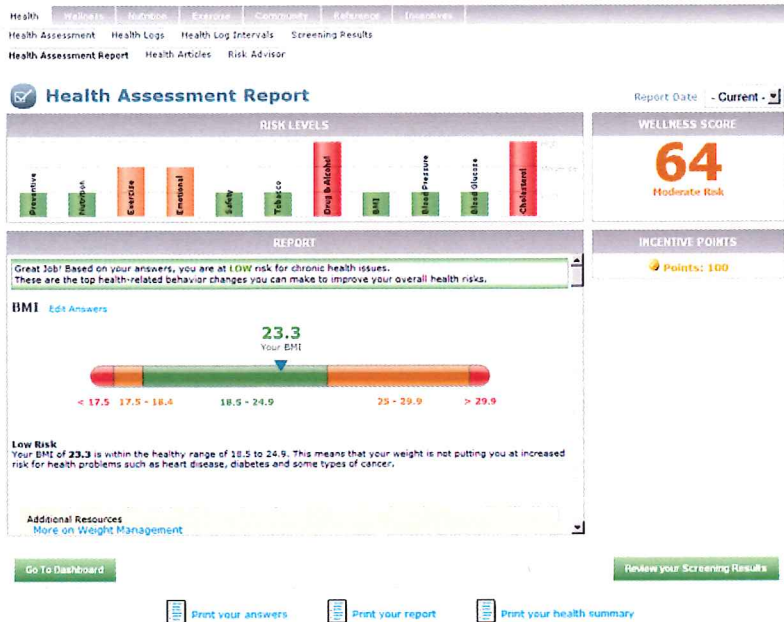 Health Wellness Nutrition Exercise Community Reference Incentives
Health Assessment Health Logs Health Log Intervals Screening Results
Health Assessment Report Health Articles Risk Advisor
Health Assessment Report
Report Date - Current -
RISK LEVELS
Preventive
Nutrition
Exercise
Emotional
Safety
Tobacco
Drug & Alcohol
BMI
Blood Pressure
Blood Glucose
Cholesterol
WELLNESS SCORE
64
Moderate Risk
REPORT
Great Job! Based on your answers, you are at LOW risk for chronic health issues.
These are the top health-related behavior changes you can make to improve your overall health risks.
INCENTIVE POINTS
Points: 100
BMI Edit Answers
23.3
Your BMI
< 17.5 17.5 - 18.4 18.5 - 24.9 25 - 29.9 > 29.9
Low Risk
Your BMI of 23.3 is within the healthy range of 18.5 to 24.9. This means that your weight is not putting you at increased
risk for health problems such as heart disease, diabetes and some types of cancer.
Additional Resources
More on Weight Management
Go To Dashboard
Review your Screening Results
Print your answers Print your report Print your health summary